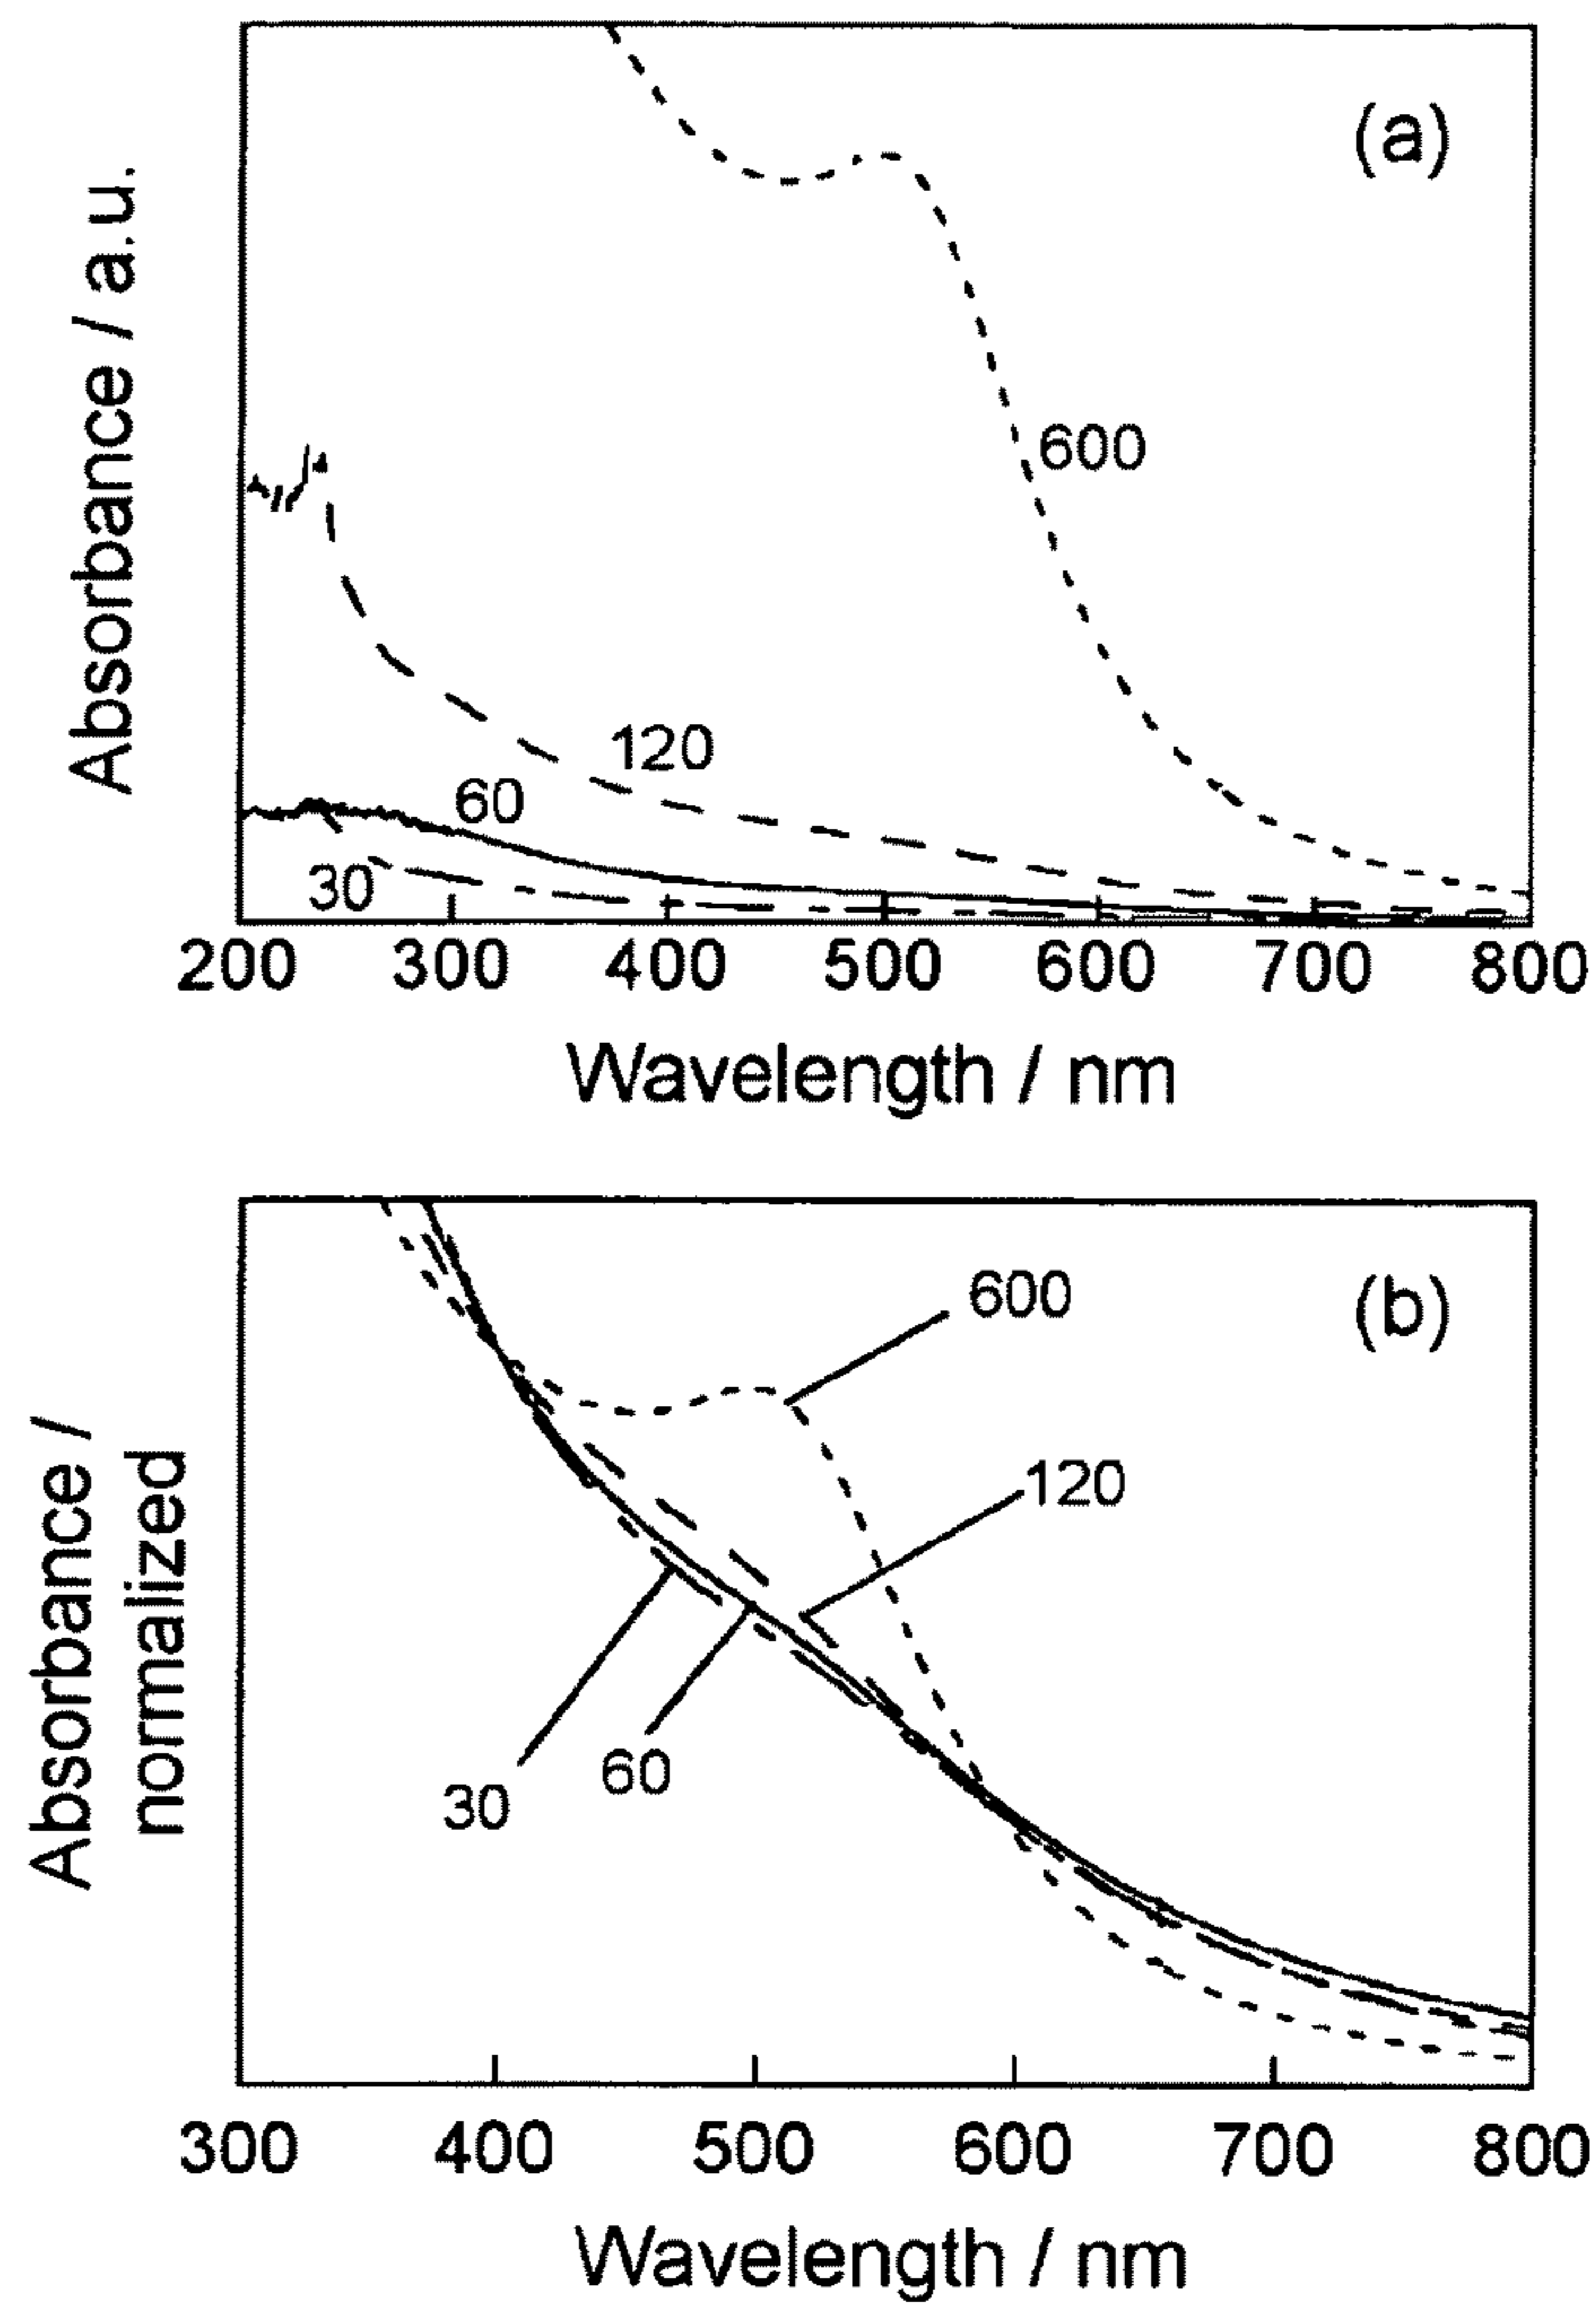 (a)
Absorbance / a.u.
600
120
60
30
200 300 400 500 600 700 800
Wavelength / nm
(b)
Absorbance /
normalized
600
120
30
60
300 400 500 600 700 800
Wavelength / nm